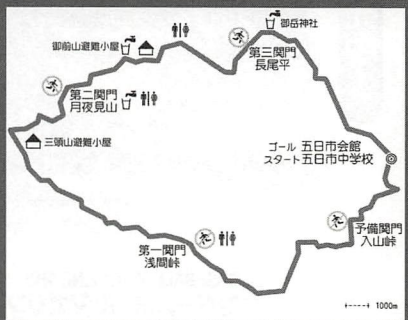 御岳神社
御前山避難小屋
第三関門
長尾平
第二関門
月夜見山
三頭山避難小屋
ゴール 五日市会館
スタート 五日市中学校
予備関門
入山峠
第一関門
浅間峠
1000m